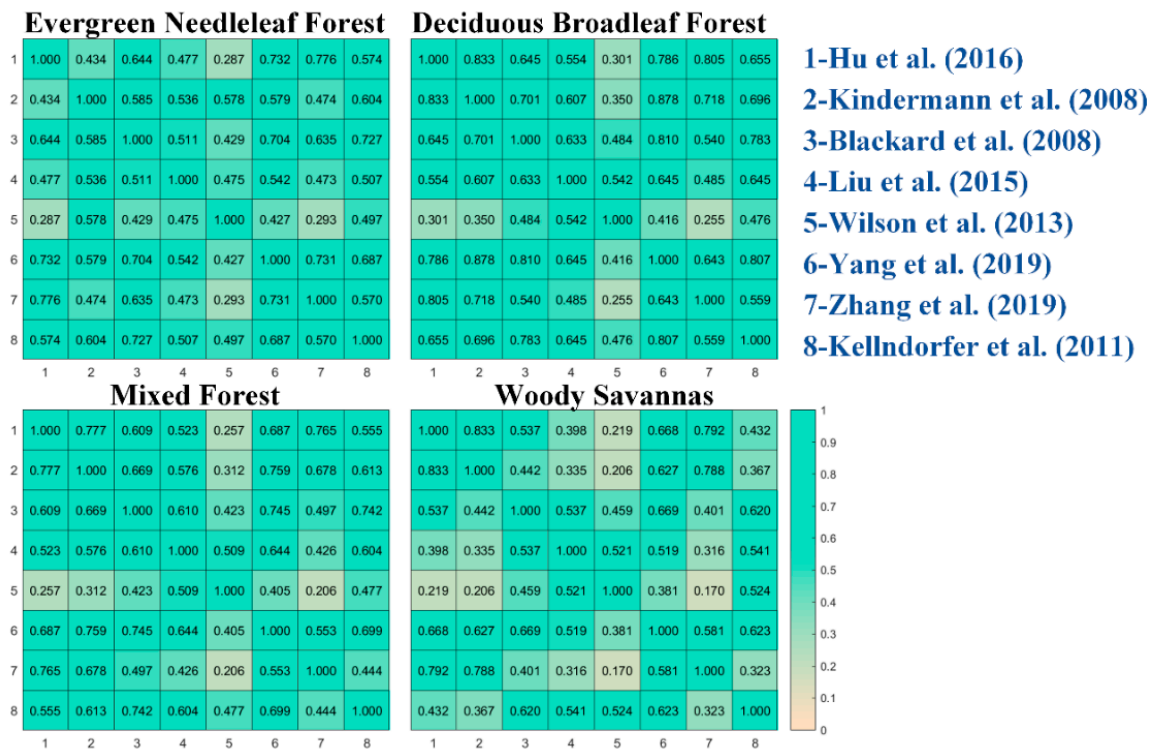 Evergreen Needleleaf Forest
1 1.000 0.434 0.644 0.477 0.287 0.732 0.776 0.574
2 0.434 1.000 0.585 0.536 0.578 0.579 0.474 0.604
3 0.644 0.585 1.000 0.511 0.429 0.704 0.635 0.727
4 0.477 0.536 0.511 1.000 0.475 0.542 0.473 0.507
5 0.287 0.578 0.429 0.475 1.000 0.427 0.293 0.497
6 0.732 0.579 0.704 0.542 0.427 1.000 0.731 0.687
7 0.776 0.474 0.635 0.473 0.293 0.731 1.000 0.570
8 0.574 0.604 0.727 0.507 0.497 0.687 0.570 1.000
1 2 3 4 5 6 7 8
Deciduous Broadleaf Forest
1.000 0.833 0.645 0.554 0.301 0.786 0.805 0.655
0.833 1.000 0.701 0.607 0.350 0.878 0.718 0.696
0.645 0.701 1.000 0.633 0.484 0.810 0.540 0.783
0.554 0.607 0.633 1.000 0.542 0.645 0.485 0.645
0.301 0.350 0.484 0.542 1.000 0.416 0.255 0.476
0.786 0.878 0.810 0.645 0.416 1.000 0.643 0.807
0.805 0.718 0.540 0.485 0.255 0.643 1.000 0.559
0.655 0.696 0.783 0.645 0.476 0.807 0.559 1.000
1 2 3 4 5 6 7 8
1-Hu et al. (2016)
2-Kindermann et al. (2008)
3-Blackard et al. (2008)
4-Liu et al. (2015)
5-Wilson et al. (2013)
6-Yang et al. (2019)
7-Zhang et al. (2019)
8-Kellndorfer et al. (2011)
Mixed Forest
1 1.000 0.777 0.609 0.523 0.257 0.687 0.765 0.555
2 0.777 1.000 0.669 0.576 0.312 0.759 0.678 0.613
3 0.609 0.669 1.000 0.610 0.423 0.745 0.497 0.742
4 0.523 0.576 0.610 1.000 0.509 0.644 0.426 0.604
5 0.257 0.312 0.423 0.509 1.000 0.405 0.206 0.477
6 0.687 0.759 0.745 0.644 0.405 1.000 0.553 0.699
7 0.765 0.678 0.497 0.426 0.206 0.553 1.000 0.444
8 0.555 0.613 0.742 0.604 0.477 0.699 0.444 1.000
1 2 3 4 5 6 7 8
Woody Savannas
1.000 0.833 0.537 0.398 0.219 0.668 0.792 0.432
0.833 1.000 0.442 0.335 0.206 0.627 0.788 0.367
0.537 0.442 1.000 0.537 0.459 0.669 0.401 0.620
0.398 0.335 0.537 1.000 0.521 0.519 0.316 0.541
0.219 0.206 0.459 0.521 1.000 0.381 0.170 0.524
0.668 0.627 0.669 0.519 0.381 1.000 0.581 0.623
0.792 0.788 0.401 0.316 0.170 0.581 1.000 0.323
0.432 0.367 0.620 0.541 0.524 0.623 0.323 1.000
1 2 3 4 5 6 7 8
1
0.9
0.8
0.7
0.6
0.5
0.4
0.3
0.2
0.1
0